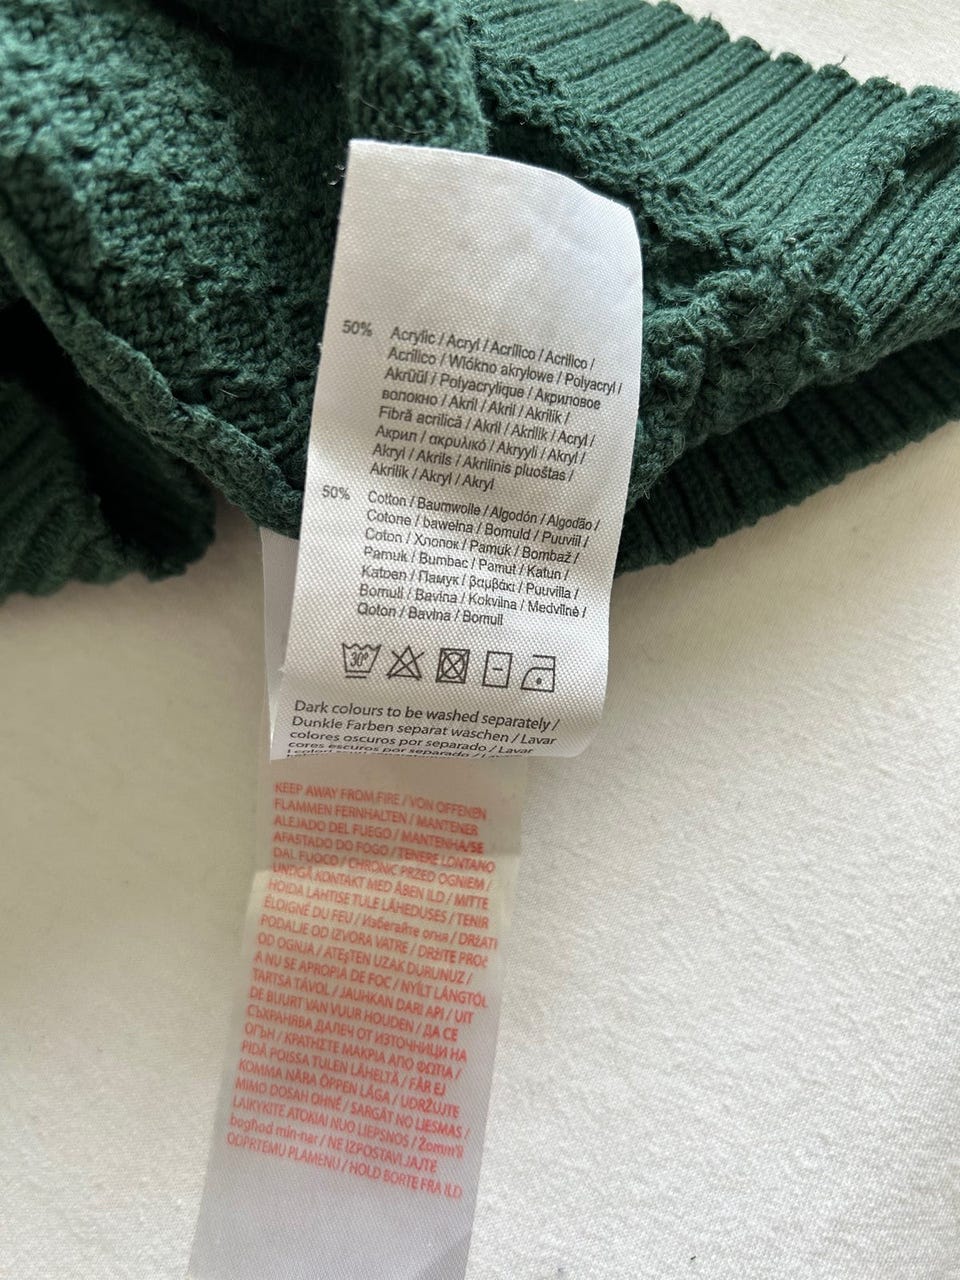 50% Acrylic / Acryl / Acrílico / Acrilico /
Acrílico / Włókno akrylowe / Polyacryl /
Akrüül / Polyacrylique / Акриловое
волокно / Akril / Akril / Akrilik /
Fibră acrilică / Akril / Akrilik / Acryl /
Акрил / ακρυλικό / Akryyli / Akryl /
Akryl / Akrils / Akrilinis pluoštas /
Akrilik / Akryl / Akryl
50% Cotton / Baumwolle / Algodón / Algodão /
Cotone / bawełna / Bomuld / Puuvill /
Coton / Хлопок / Pamuk / Bombaž /
Pamuk / Bumbac / Pamut / Katun /
Katoen / Памук / βαμβάκι / Puuvilla /
Bomull / Bavlna / Kokvilna / Medvilnė /
Qoton / Bavlna / Bomull
30°
Dark colours to be washed separately /
Dunkle Farben separat waschen / Lavar
colores oscuros por separado / Lavar
cores escuros por separado / Lavare
KEEP AWAY FROM FIRE / VON OFFENEN
FLAMMEN FERNHALTEN / MANTENER
ALEJADO DEL FUEGO / MANTENHA/SE
AFASTADO DO FOGO / TENERE LONTANO
DAL FUOCO / CHRONIC PRZED OGNIEM /
UNDGÅ KONTAKT MED ÅBEN ILD / MITTE
HOIDA LAHTISE TULE LÄHEDUSES / TENIR
ÉLOIGNÉ DU FEU / Избегайте огня / DRŽATI
PODALJE OD IZVORA VATRE / DRŽITE PROČ
OD OGNJA / ATEŞTEN UZAK DURUNUZ /
A NU SE APROPIA DE FOC / NYÍLT LÁNGTÓL
TARTSA TÁVOL / JAUHKAN DARI API / UIT
DE BUURT VAN VUUR HOUDEN / ДА СЕ
СЪХРАНЯВА ДАЛЕЧ ОТ ИЗТОЧНИЦИ НА
ОГЪН / ΚΡΑΤΗΣΤΕ ΜΑΚΡΙΑ ΑΠΟ ΦΩΤΙΑ /
PIDÄ POISSA TULEN LÄHELTÄ / FÅR EJ
KOMMA NÄRA ÖPPEN LÅGA / UDRŽUJTE
MIMO DOSAH OHNĚ / SARGĀT NO LIESMAS /
LAIKYKITE ATOKIAI NUO LIEPSNOS / Żomm'il
bogħod min-nar / NE IZPOSTAVLJAJTE
ODPRTEMU PLAMENU / HOLD BORTE FRA ILD